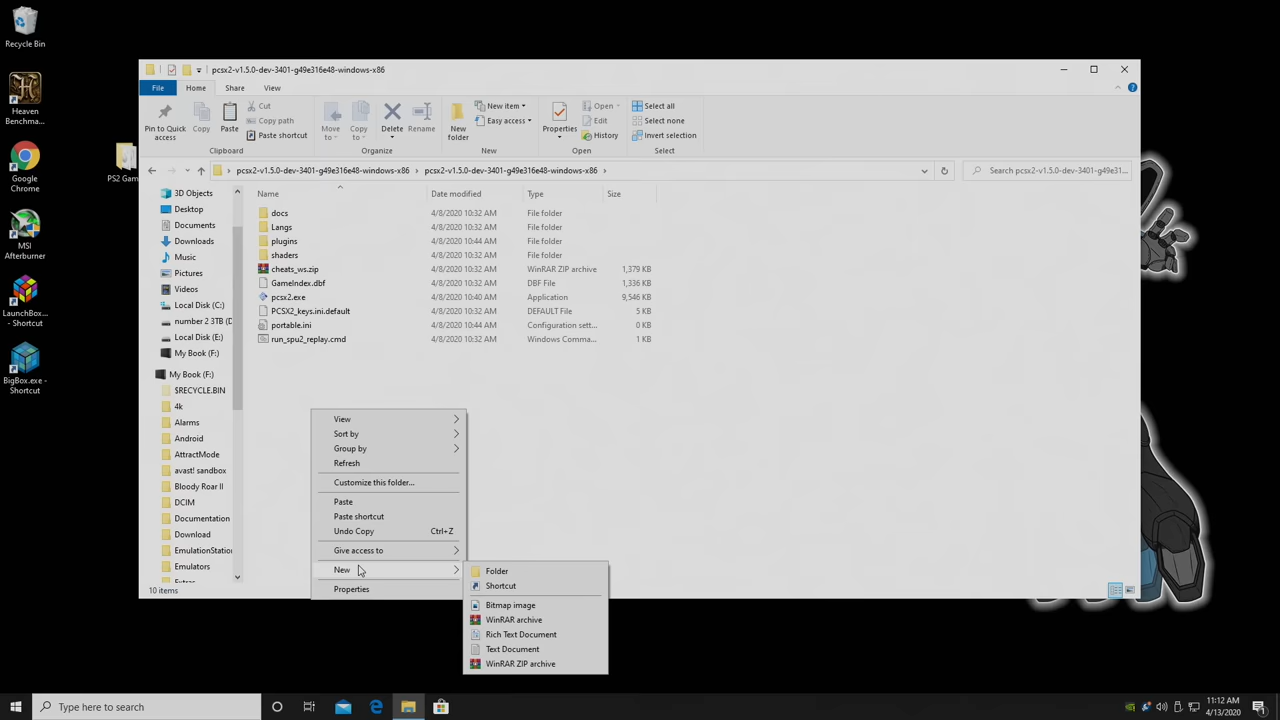 Recycle Bin
Heaven
Benchma...
Google
Chrome
MSI
Afterburner
LaunchBox...
- Shortcut
BigBox.exe -
Shortcut
PS2 Gam
pcsx2-v1.5.0-dev-3401-g49e316e48-windows-x86
File
Home
Share
View
Pin to Quick
access
Copy
Paste
Cut
Copy path
Paste shortcut
Clipboard
Move
to
Copy
to
Delete
Rename
Organize
New
folder
New item
Easy access
New
Properties
Open
Edit
History
Open
Select all
Select none
Invert selection
Select
pcsx2-v1.5.0-dev-3401-g49e316e48-windows-x86 › pcsx2-v1.5.0-dev-3401-g49e316e48-windows-x86 ›
Search pcsx2-v1.5.0-dev-3401-g49e31...
3D Objects
Desktop
Documents
Downloads
Music
Pictures
Videos
Local Disk (C:)
number 2 3TB (D
Local Disk (E:)
My Book (F:)
My Book (F:)
$RECYCLE.BIN
4k
Alarms
Android
AttractMode
avast! sandbox
Bloody Roar II
DCIM
Documentation
Download
EmulationStatio
Emulators
Extras
Name Date modified Type Size
docs 4/8/2020 10:32 AM File folder
Langs 4/8/2020 10:32 AM File folder
plugins 4/8/2020 10:44 AM File folder
shaders 4/8/2020 10:32 AM File folder
cheats_ws.zip 4/8/2020 10:32 AM WinRAR ZIP archive 1,379 KB
GameIndex.dbf 4/8/2020 10:32 AM DBF File 1,336 KB
pcsx2.exe 4/8/2020 10:40 AM Application 9,546 KB
PCSX2_keys.ini.default 4/8/2020 10:32 AM DEFAULT File 5 KB
portable.ini 4/8/2020 10:44 AM Configuration sett... 0 KB
run_spu2_replay.cmd 4/8/2020 10:32 AM Windows Comma... 1 KB
View
Sort by
Group by
Refresh
Customize this folder...
Paste
Paste shortcut
Undo Copy Ctrl+Z
Give access to
New
Properties
Folder
Shortcut
Bitmap image
WinRAR archive
Rich Text Document
Text Document
WinRAR ZIP archive
10 items
Type here to search
11:12 AM
4/13/2020
1